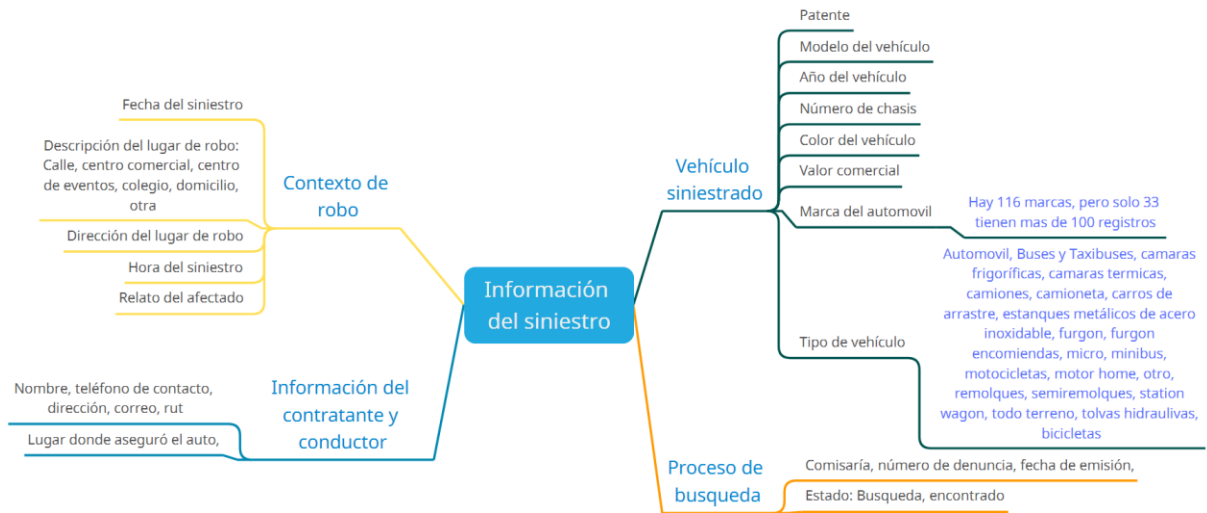 Información
del siniestro
Contexto de
robo
Fecha del siniestro
Descripción del lugar de robo:
Calle, centro comercial, centro
de eventos, colegio, domicilio,
otra
Dirección del lugar de robo
Hora del siniestro
Relato del afectado
Información del
contratante y
conductor
Nombre, teléfono de contacto,
dirección, correo, rut
Lugar donde aseguró el auto,
Vehículo
siniestrado
Patente
Modelo del vehículo
Año del vehículo
Número de chasis
Color del vehículo
Valor comercial
Marca del automovil
Hay 116 marcas, pero solo 33
tienen mas de 100 registros
Tipo de vehículo
Automovil, Buses y Taxibuses, camaras
frigoríficas, camaras termicas,
camiones, camioneta, carros de
arrastre, estanques metálicos de acero
inoxidable, furgon, furgon
encomiendas, micro, minibus,
motocicletas, motor home, otro,
remolques, semiremolques, station
wagon, todo terreno, tolvas hidraulivas,
bicicletas
Proceso de
busqueda
Comisaría, número de denuncia, fecha de emisión,
Estado: Busqueda, encontrado